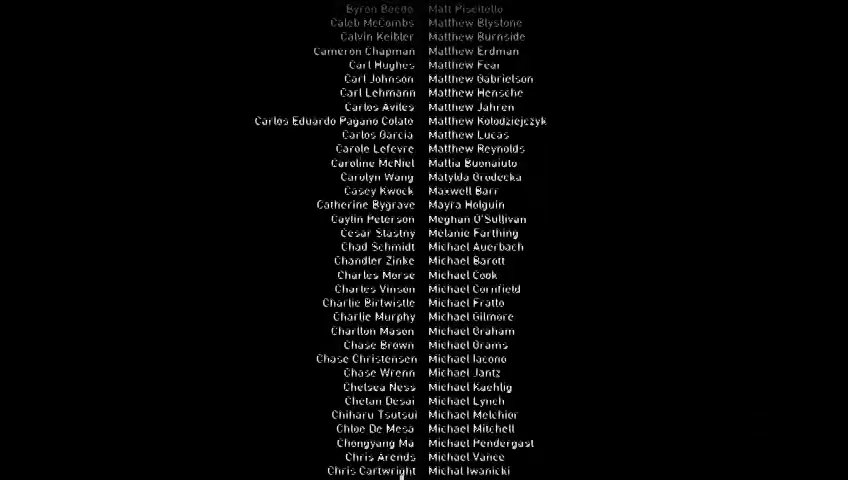 Byron Beedo Matt Piscitello
Caleb McCombs Matthew Blystone
Calvin Keibler Matthew Burnside
Cameron Chapman Matthew Erdman
Carl Hughes Matthew Fear
Carl Johnson Matthew Gabrielson
Carl Lehmann Matthew Hensche
Carlos Aviles Matthew Jahren
Carlos Eduardo Pagano Colato Matthew Kolodziejczyk
Carlos Garcia Matthew Lucas
Carole Lefevre Matthew Reynolds
Caroline McNiel Mattia Buonaiuto
Carolyn Wang Matylda Grodecka
Casey Kwock Maxwell Barr
Catherine Bygrave Mayra Holguin
Caylin Peterson Meghan O'Sullivan
Cesar Stastny Melanie Farthing
Chad Schmidt Michael Auerbach
Chandler Zinke Michael Barott
Charles Morse Michael Cook
Charles Vinson Michael Cornfield
Charlie Birtwistle Michael Fratto
Charlie Murphy Michael Gilmore
Charlton Mason Michael Graham
Chase Brown Michael Grams
Chase Christensen Michael Iacono
Chase Wrenn Michael Jantz
Chelsea Ness Michael Kaehlig
Chetan Desai Michael Lynch
Chiharu Tsutsui Michael Melchior
Chloe De Mesa Michael Mitchell
Chongyang Ma Michael Pendergast
Chris Arends Michael Vance
Chris Cartwright Michal Iwanicki